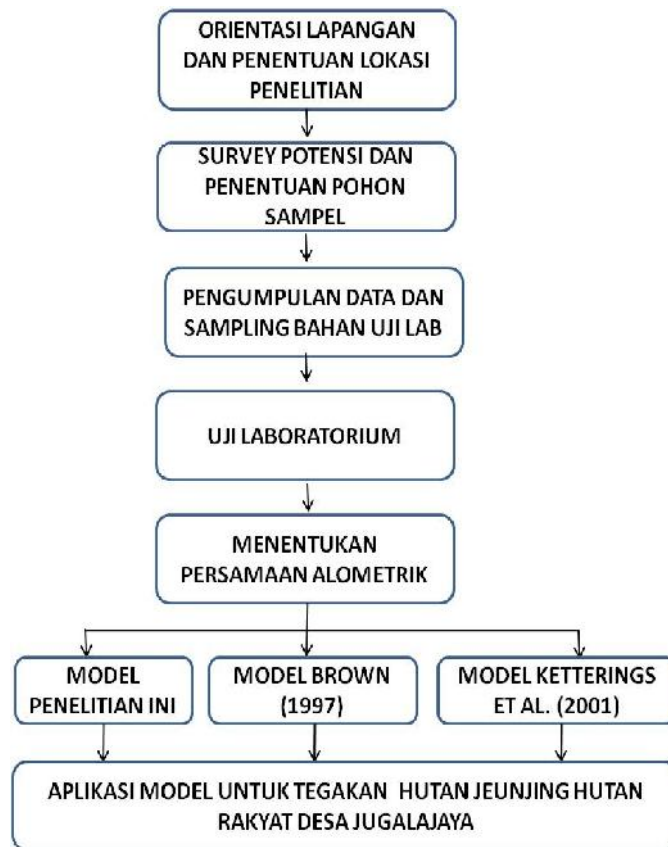 ORIENTASI LAPANGAN
DAN PENENTUAN LOKASI
PENELITIAN
SURVEY POTENSI DAN
PENENTUAN POHON
SAMPEL
PENGUMPULAN DATA DAN
SAMPLING BAHAN UJI LAB
UJI LABORATORIUM
MENENTUKAN
PERSAMAAN ALOMETRIK
MODEL
PENELITIAN INI
MODEL BROWN
(1997)
MODEL KETTERINGS
ET AL. (2001)
APLIKASI MODEL UNTUK TEGAKAN HUTAN JEUNJING HUTAN
RAKYAT DESA JUGALAJAYA